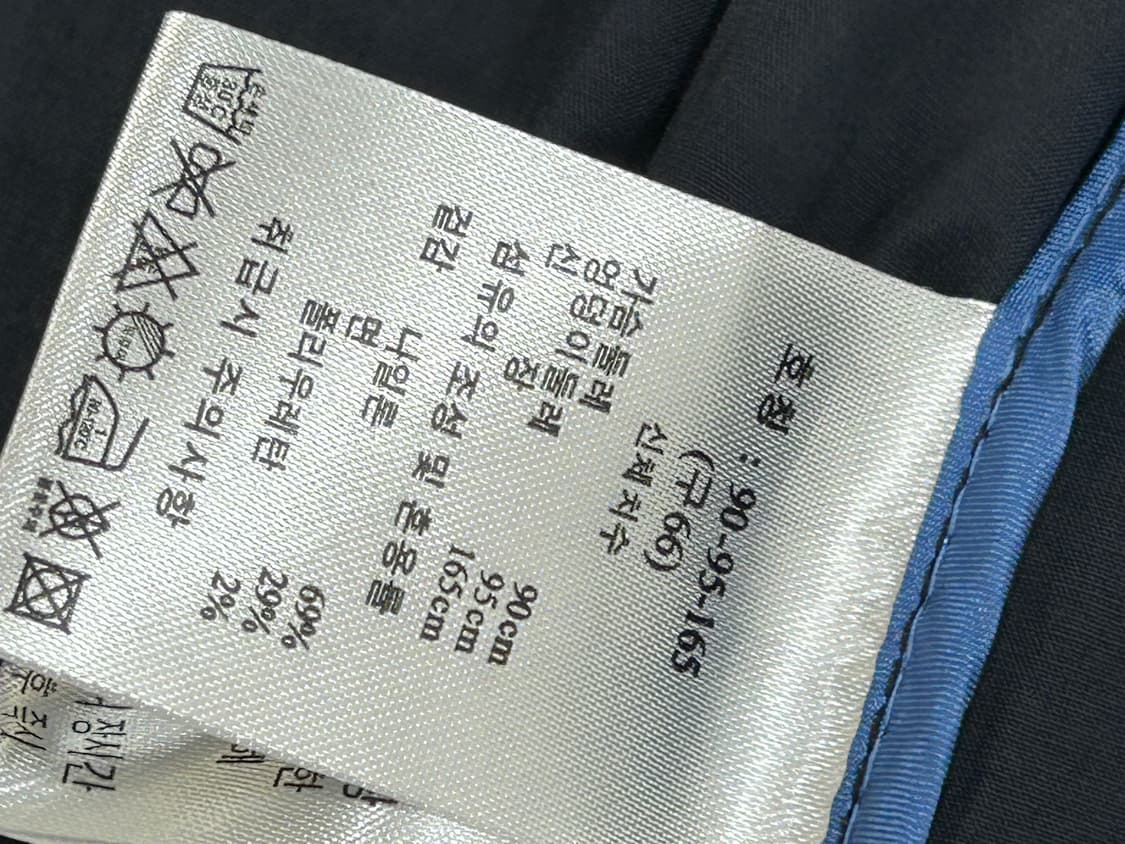 호칭 : 90-95-165
(구 66)
신체치수
가슴둘레 90cm
엉덩이둘레 95cm
신 장 165cm
섬유의 조성 및 혼용률
겉감
나일론 69%
면 29%
폴리우레탄 2%
취급시 주의사항
30℃